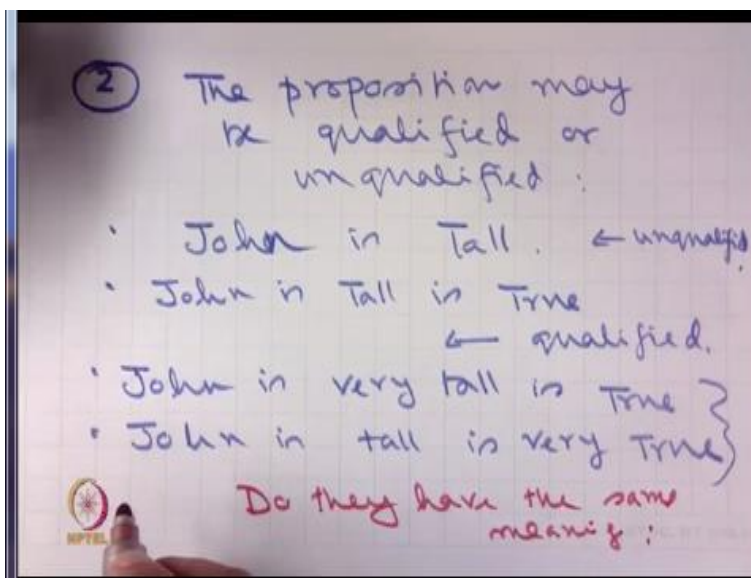 2 The proposition may
be qualified or
unqualified :
· John is Tall. ← unqualified.
· John is Tall is True
← qualified.
· John is very tall is True
· John is tall is very True
Do they have the same
meaning :
NPTEL